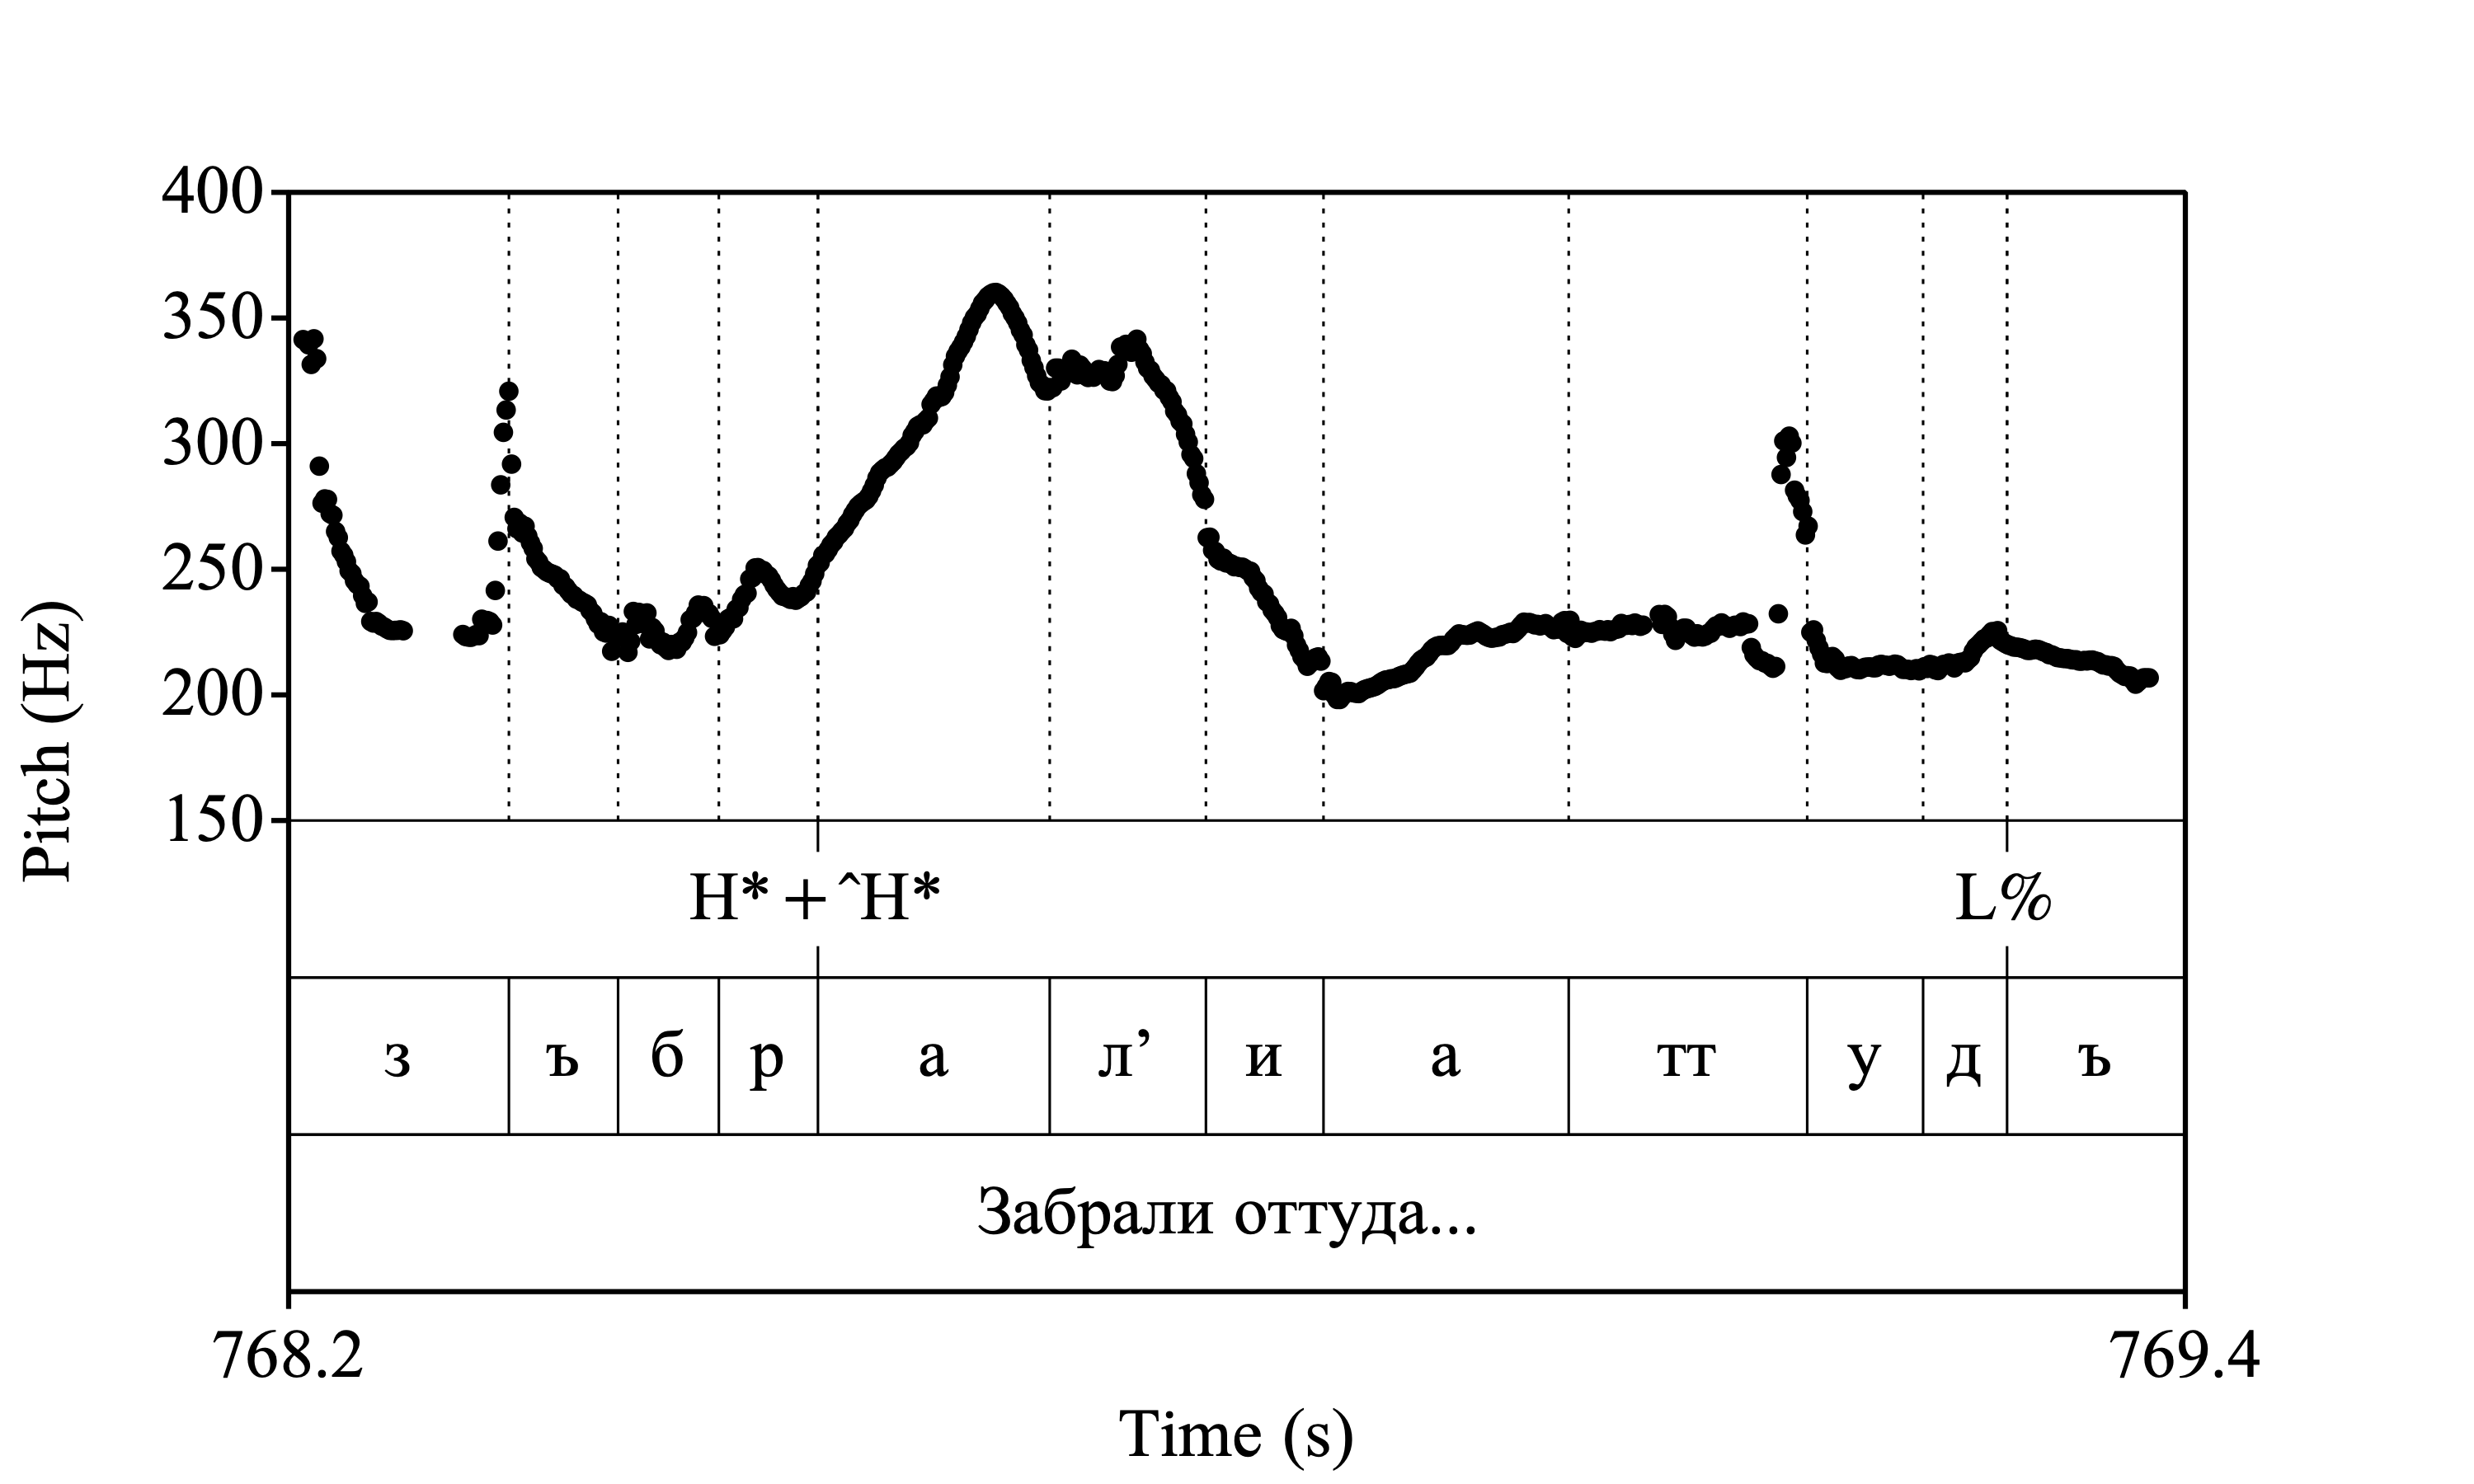 400
350
300
250
200
150
Pitch (Hz)
H* + ^H* L%
з ъ б р а л’ и а тт у д ъ
Забрали оттуда...
768.2 769.4
Time (s)